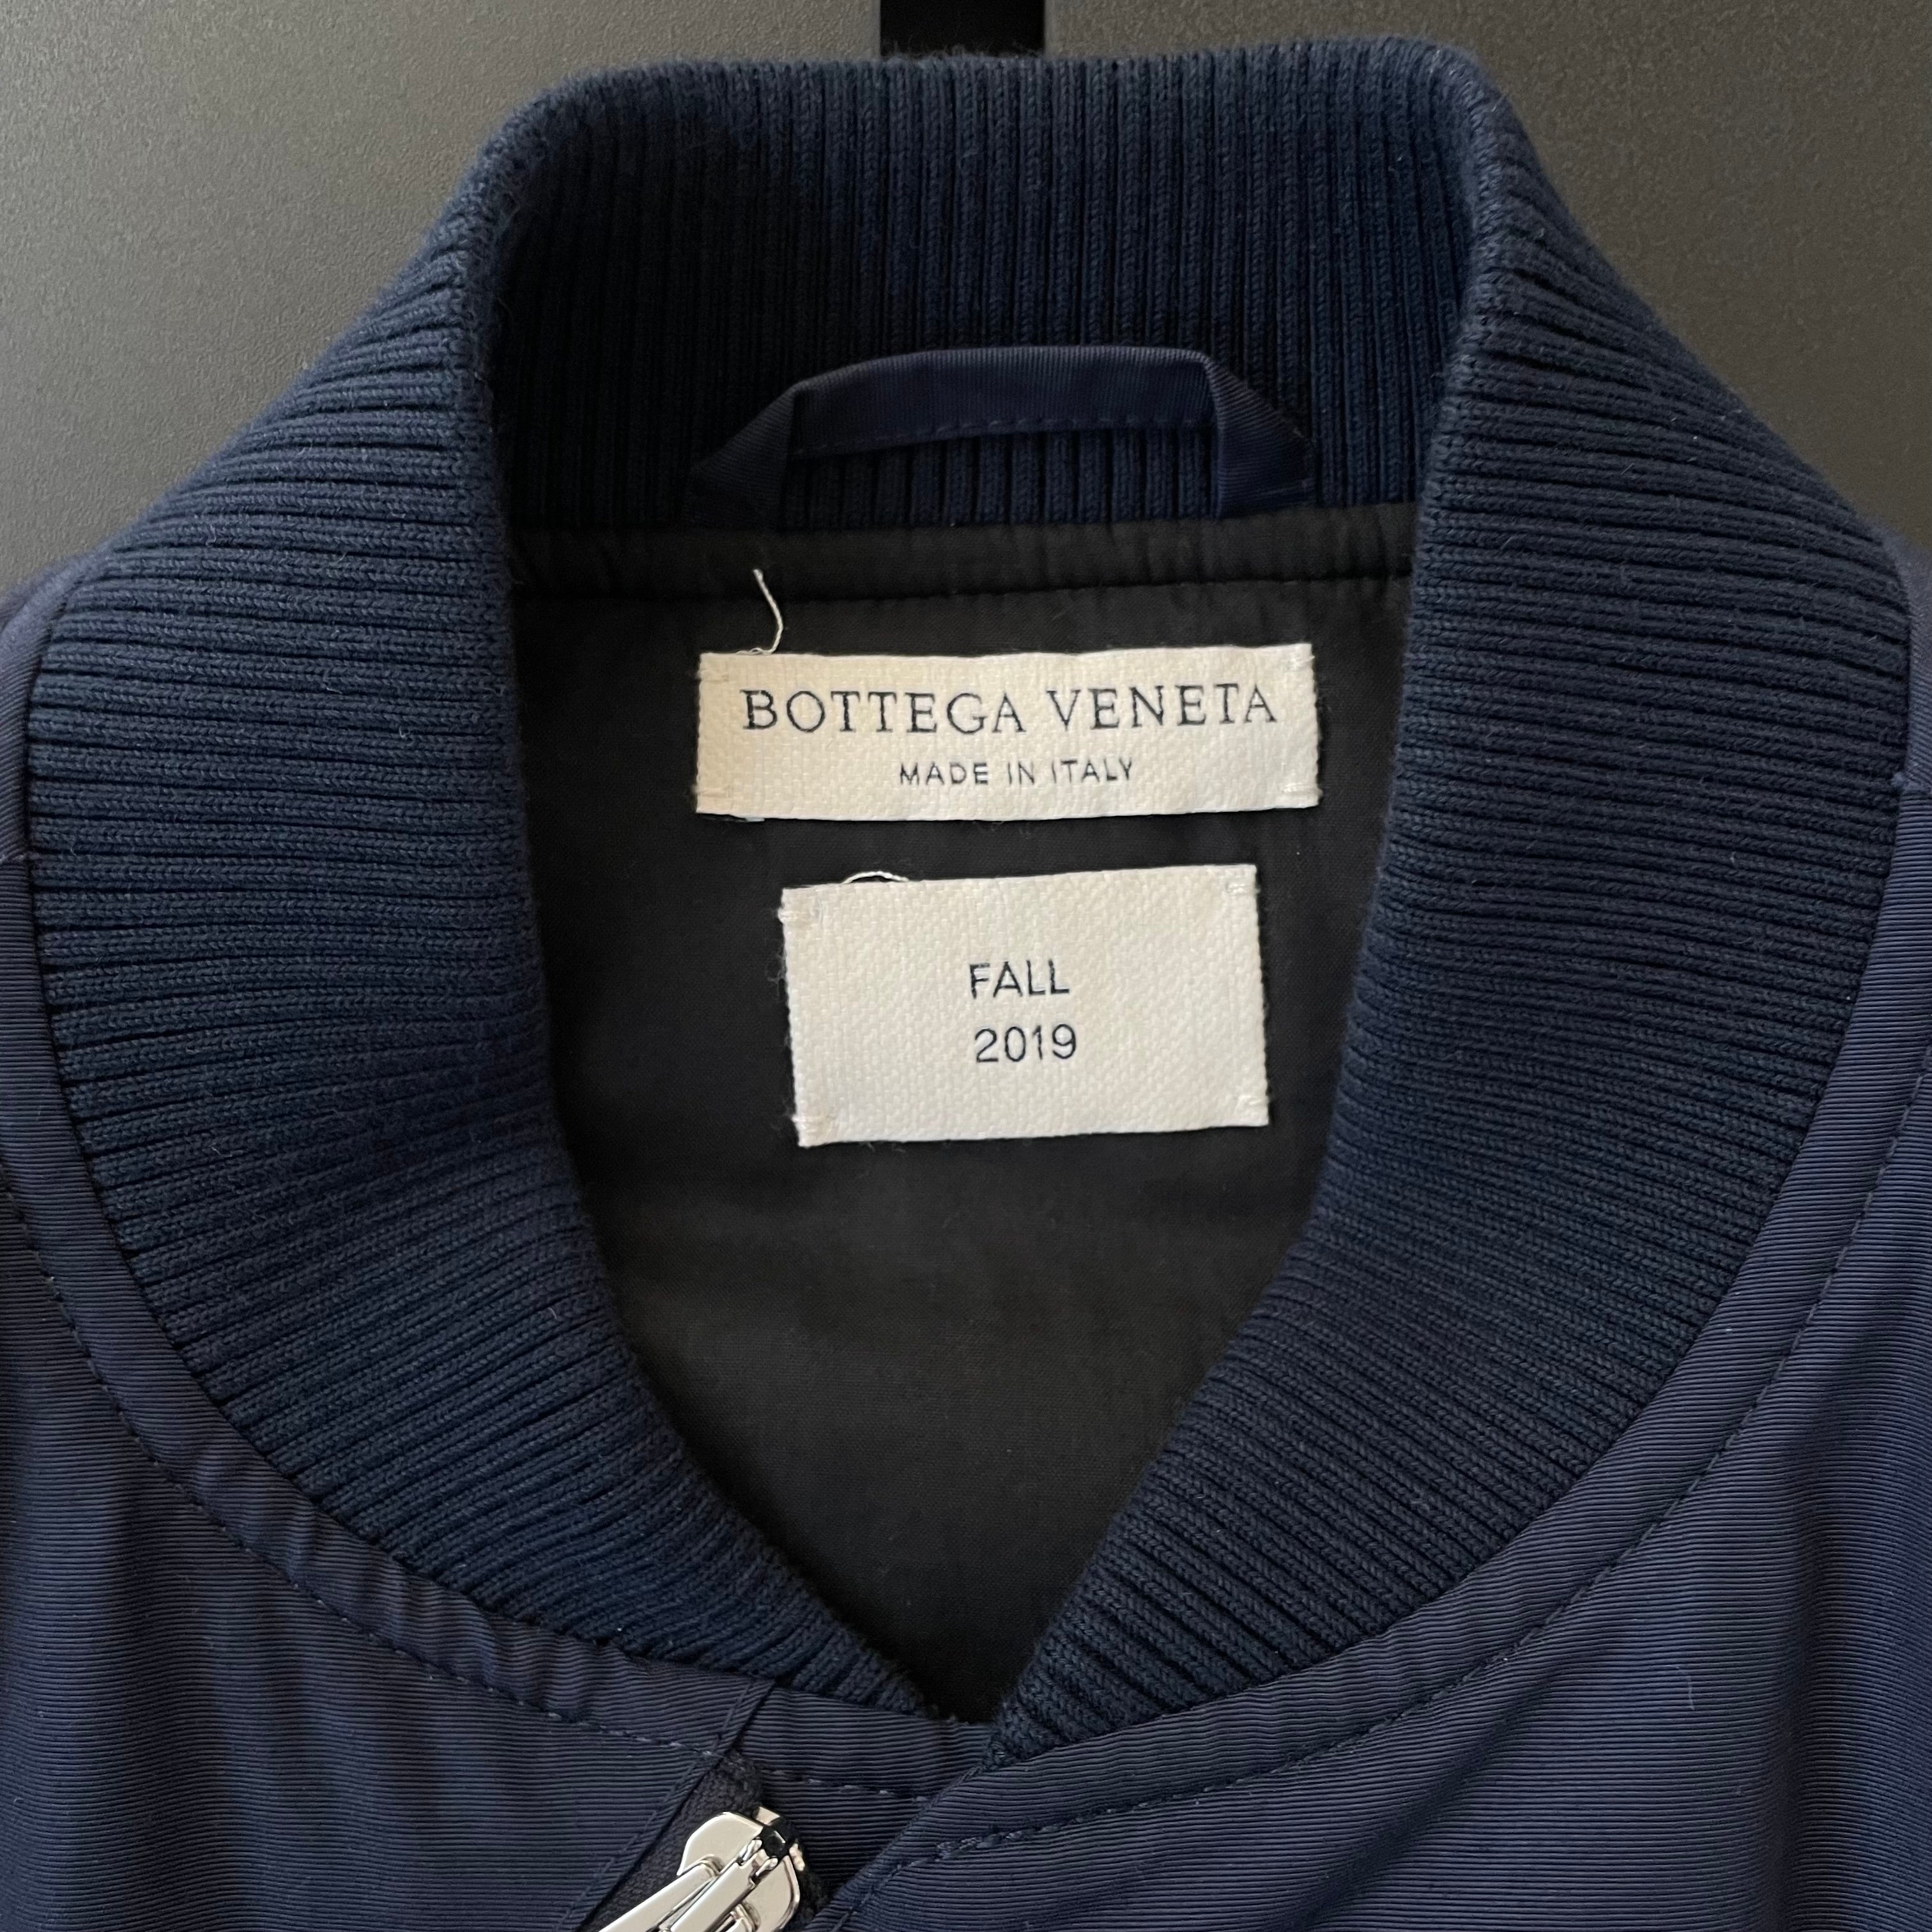 BOTTEGA VENETA
MADE IN ITALY
FALL
2019